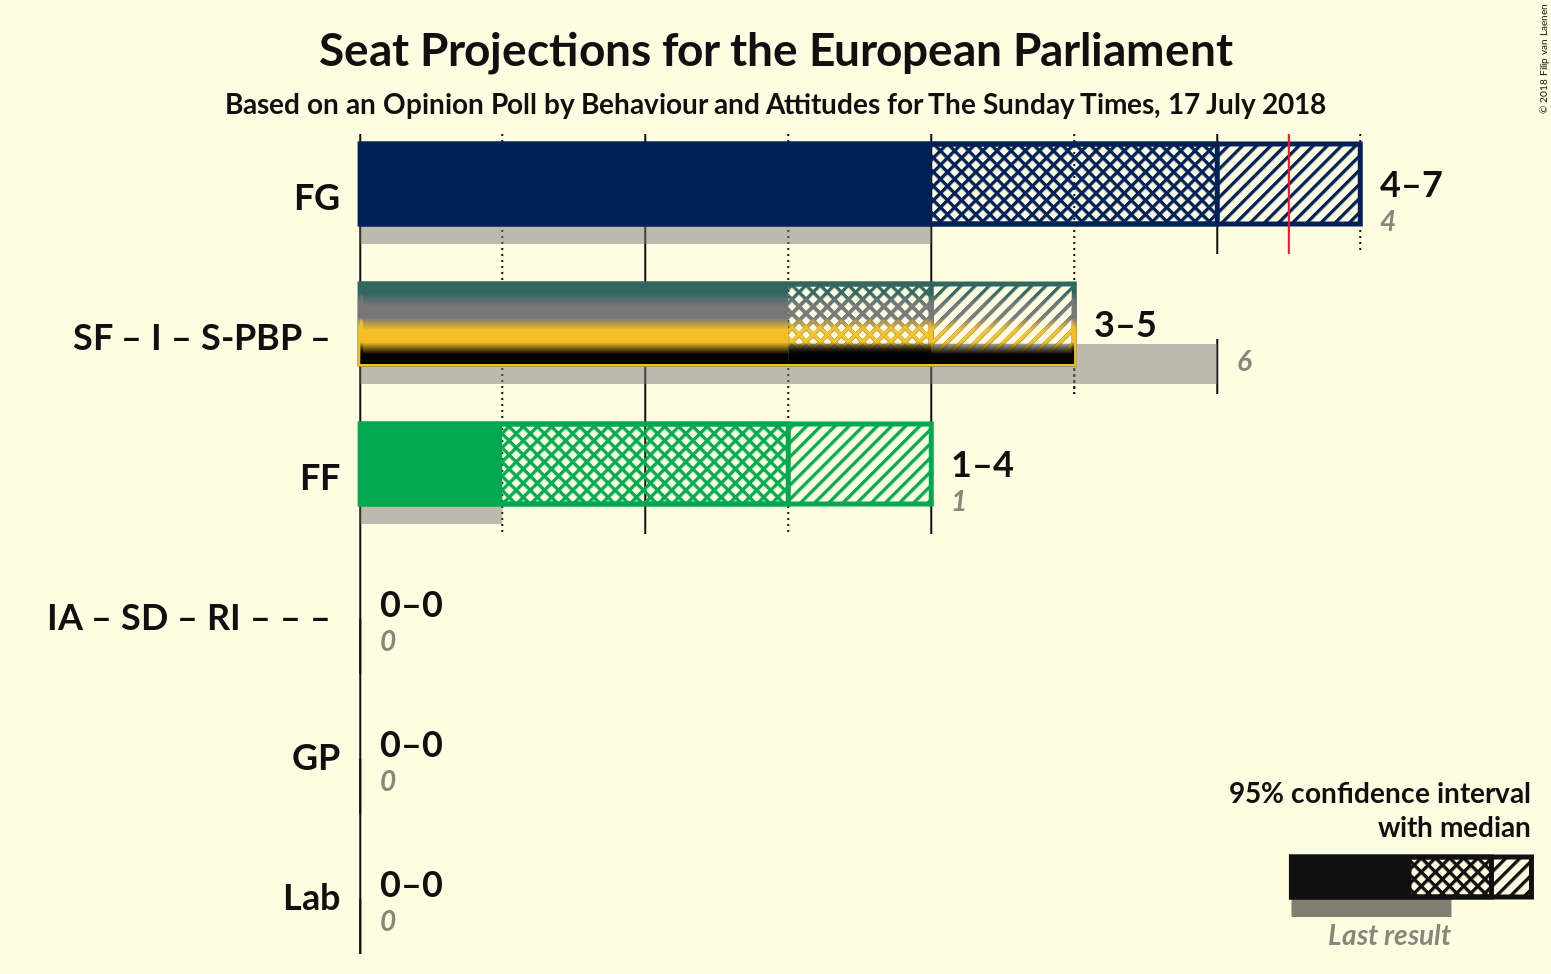 Seat Projections for the European Parliament
Based on an Opinion Poll by Behaviour and Attitudes for The Sunday Times, 17 July 2018
© 2018 Filip van Laenen
FG
4–7
4
SF – I – S-PBP –
3–5
6
FF
1–4
1
IA – SD – RI – – –
0–0
0
GP
0–0
0
Lab
0–0
0
95% confidence interval
with median
Last result